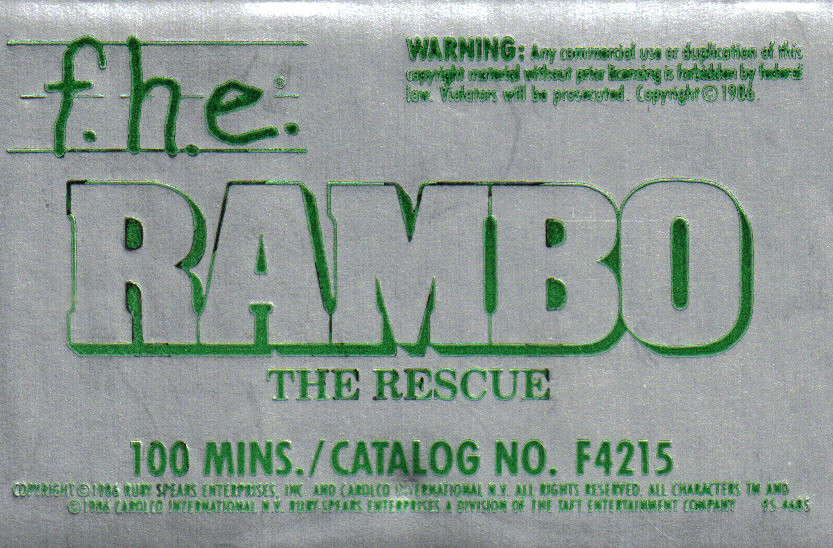 f.h.e.®
WARNING: Any commercial use or duplication of this
copyright material without prior licensing is forbidden by federal
law. Violators will be prosecuted. Copyright © 1986.
RAMBO
THE RESCUE
100 MINS./CATALOG NO. F4215
COPYRIGHT © 1986 RUBY SPEARS ENTERPRISES, INC. AND CAROLCO INTERNATIONAL N.V. ALL RIGHTS RESERVED. ALL CHARACTERS TM AND
© 1986 CAROLCO INTERNATIONAL N.V. RUBY SPEARS ENTERPRISES A DIVISION OF THE TAFT ENTERTAINMENT COMPANY 95-4685